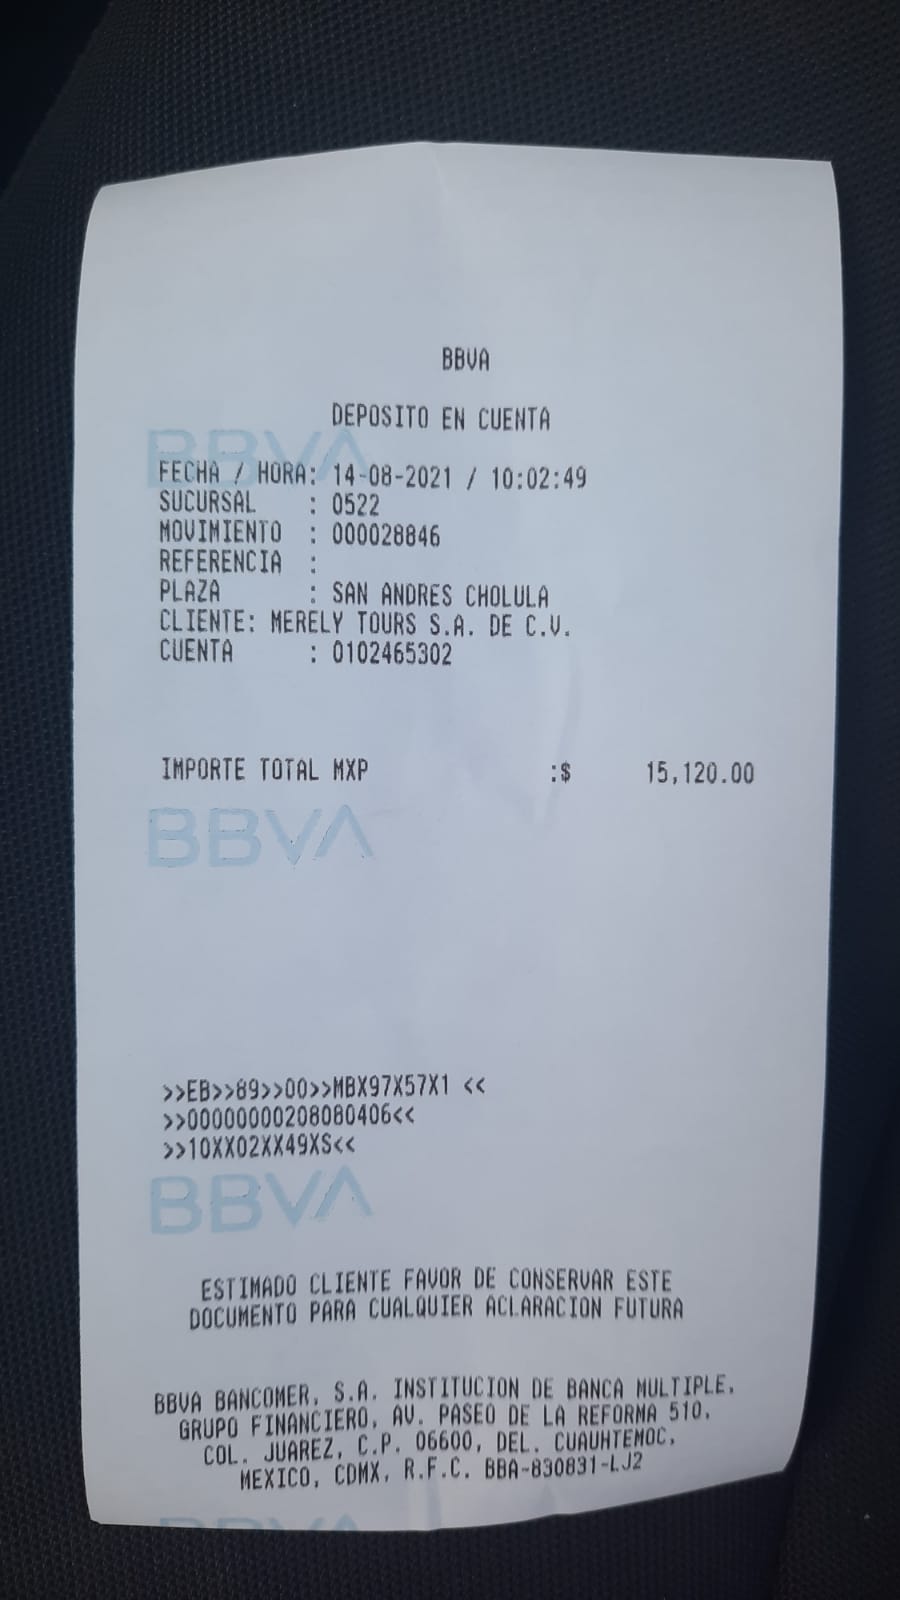 BBVA
DEPOSITO EN CUENTA
BBVA
FECHA / HORA: 14-08-2021 / 10:02:49
SUCURSAL : 0522
MOVIMIENTO : 000028846
REFERENCIA :
PLAZA : SAN ANDRES CHOLULA
CLIENTE: MERELY TOURS S.A. DE C.V.
CUENTA : 0102465302
IMPORTE TOTAL MXP :$ 15,120.00
BBVA
>>EB>>89>>00>>MBX97X57X1 <<
>>00000000208080406<<
>>10XX02XX49XS<<
BBVA
ESTIMADO CLIENTE FAVOR DE CONSERVAR ESTE
DOCUMENTO PARA CUALQUIER ACLARACION FUTURA
BBVA BANCOMER, S.A. INSTITUCION DE BANCA MULTIPLE,
GRUPO FINANCIERO, AV. PASEO DE LA REFORMA 510,
COL. JUAREZ, C.P. 06600, DEL. CUAUHTEMOC,
MEXICO, CDMX, R.F.C. BBA-830831-LJ2
BBVA